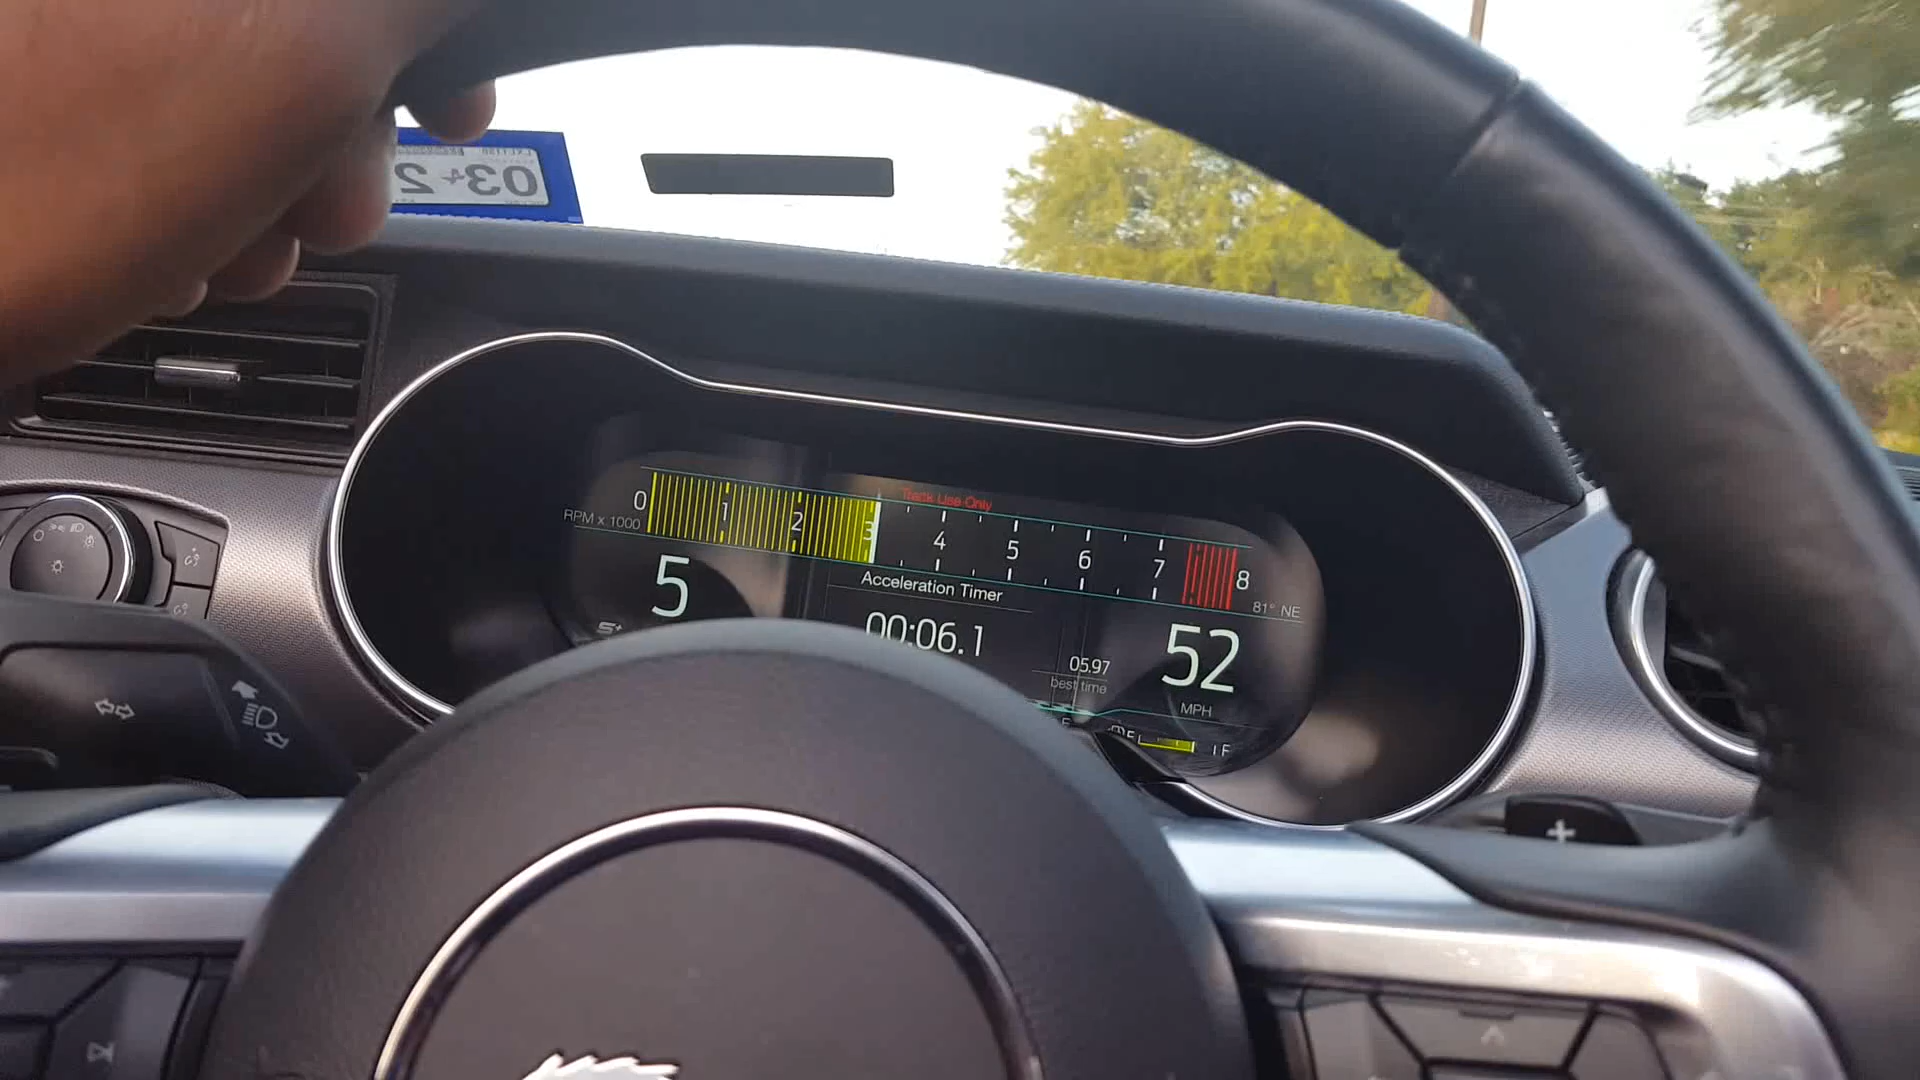 03 2
Track Use Only
0 1 2 3 4 5 6 7 8
RPM x 1000
81° NE
5
Acceleration Timer
S+
00:06.1
52
05.97
best time
MPH
E F
+